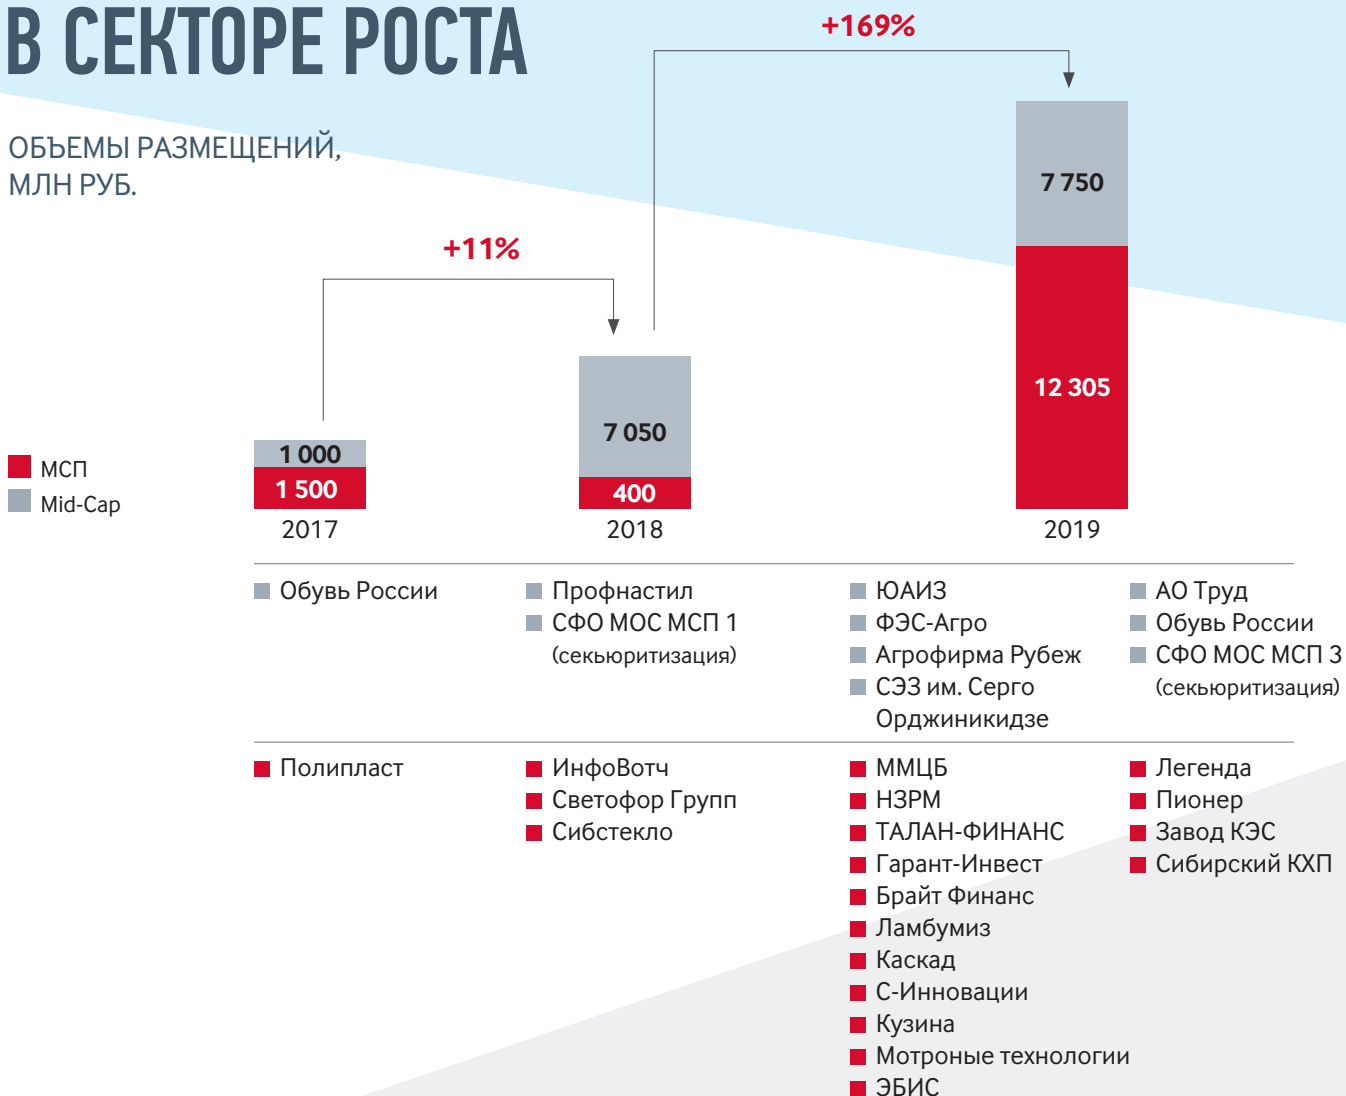 В СЕКТОРЕ РОСТА
ОБЪЕМЫ РАЗМЕЩЕНИЙ,
МЛН РУБ.
+11%
+169%
МСП
Mid-Cap
1 000
1 500
2017
7 050
400
2018
7 750
12 305
2019
Обувь России
Профнастил
СФО МОС МСП 1
(секьюритизация)
ЮАИЗ
ФЭС-Агро
Агрофирма Рубеж
СЭЗ им. Серго
Орджиникидзе
АО Труд
Обувь России
СФО МОС МСП 3
(секьюритизация)
Полипласт
ИнфоВотч
Светофор Групп
Сибстекло
ММЦБ
НЗРМ
ТАЛАН-ФИНАНС
Гарант-Инвест
Брайт Финанс
Ламбумиз
Каскад
С-Инновации
Кузина
Мотроные технологии
ЭБИС
Легенда
Пионер
Завод КЭС
Сибирский КХП